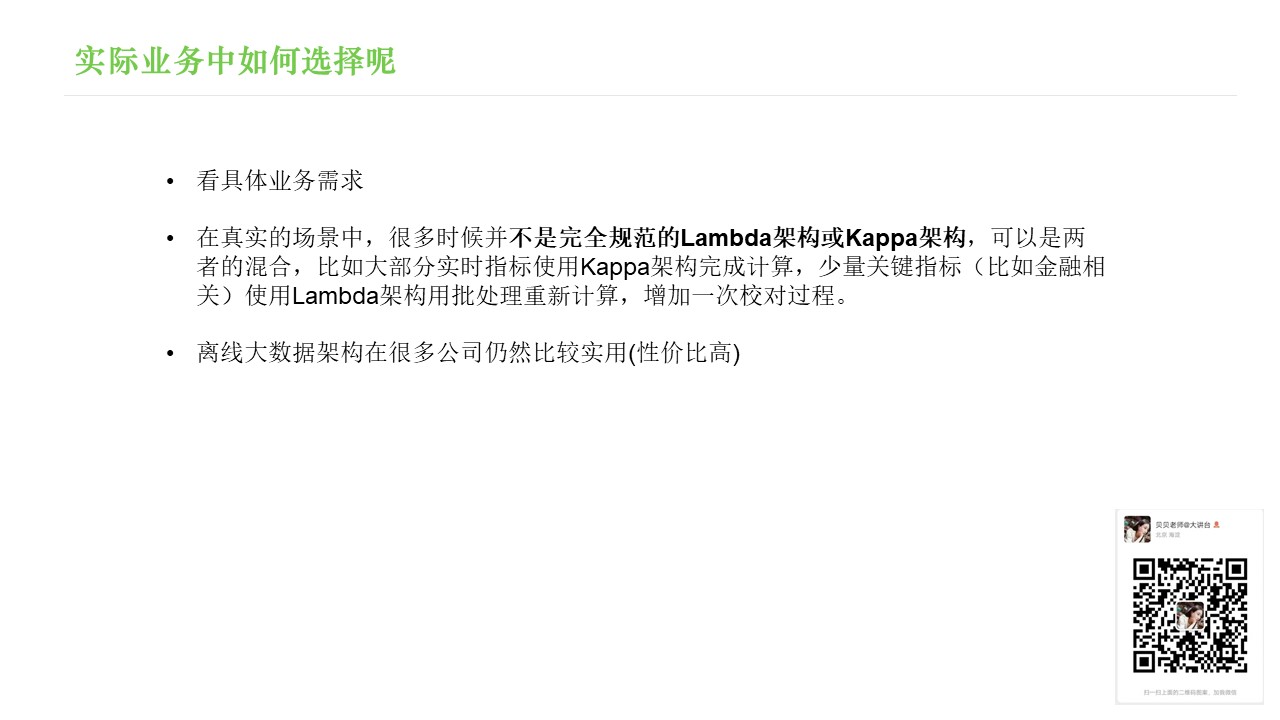 实际业务中如何选择呢
• 看具体业务需求
• 在真实的场景中，很多时候并不是完全规范的Lambda架构或Kappa架构，可以是两
者的混合，比如大部分实时指标使用Kappa架构完成计算，少量关键指标（比如金融相
关）使用Lambda架构用批处理重新计算，增加一次校对过程。
• 离线大数据架构在很多公司仍然比较实用(性价比高)
贝贝老师@大讲台
北京 海淀
扫一扫上面的二维码图案，加我微信